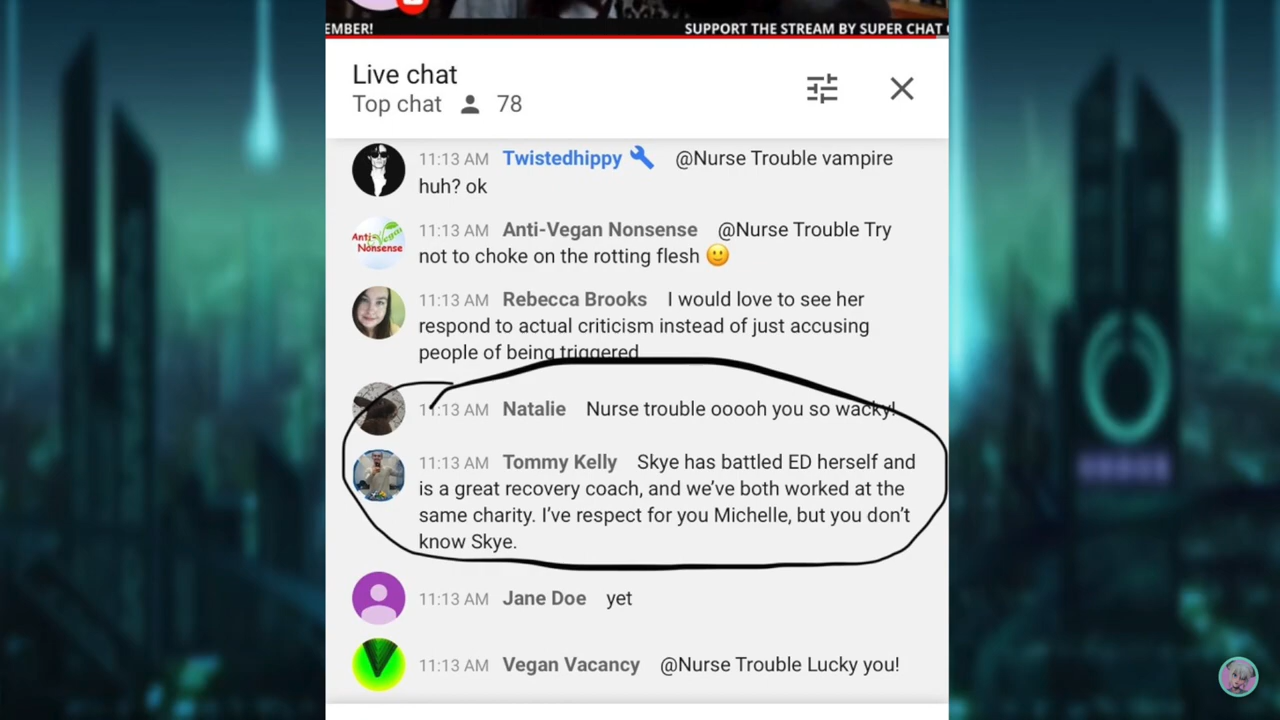 EMBER!
SUPPORT THE STREAM BY SUPER CHAT
Live chat
Top chat 78
11:13 AM Twistedhippy @Nurse Trouble vampire
huh? ok
Anti-Vegan
Nonsense
11:13 AM Anti-Vegan Nonsense @Nurse Trouble Try
not to choke on the rotting flesh 🙂
11:13 AM Rebecca Brooks I would love to see her
respond to actual criticism instead of just accusing
people of being triggered
11:13 AM Natalie Nurse trouble ooooh you so wacky!
11:13 AM Tommy Kelly Skye has battled ED herself and
is a great recovery coach, and we’ve both worked at the
same charity. I’ve respect for you Michelle, but you don’t
know Skye.
11:13 AM Jane Doe yet
11:13 AM Vegan Vacancy @Nurse Trouble Lucky you!